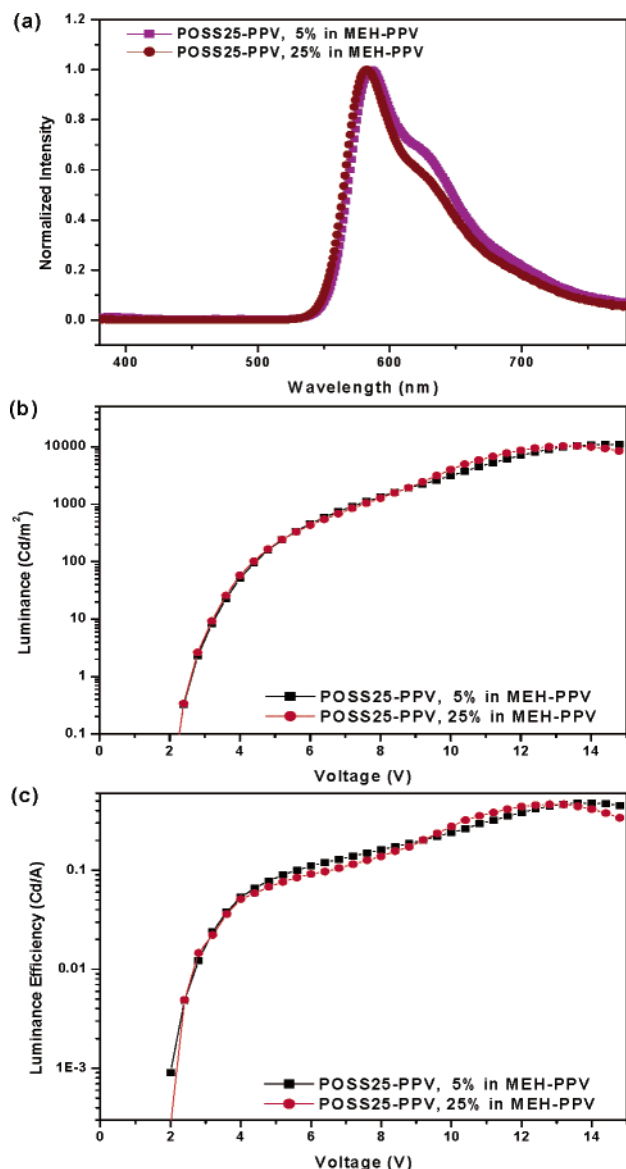 (a)
1.2
1.0
0.8
0.6
0.4
0.2
0.0
Normalized Intensity
POSS25-PPV, 5% in MEH-PPV
POSS25-PPV, 25% in MEH-PPV
400 500 600 700
Wavelength (nm)
(b)
10000
1000
100
10
1
0.1
Luminance (Cd/m²)
POSS25-PPV, 5% in MEH-PPV
POSS25-PPV, 25% in MEH-PPV
0 2 4 6 8 10 12 14
Voltage (V)
(c)
0.1
0.01
1E-3
Luminance Efficiency (Cd/A)
POSS25-PPV, 5% in MEH-PPV
POSS25-PPV, 25% in MEH-PPV
0 2 4 6 8 10 12 14
Voltage (V)